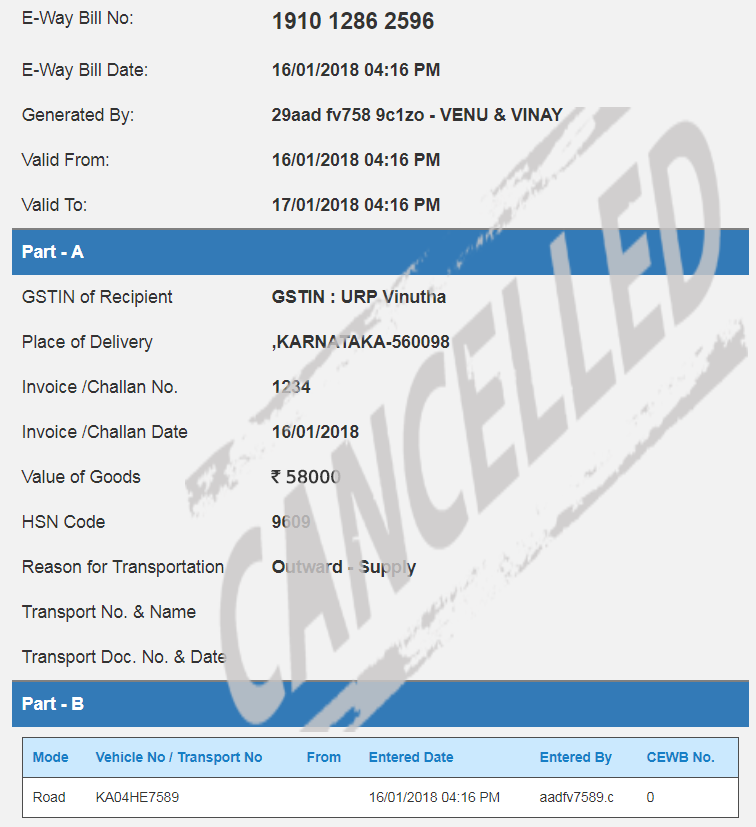 E-Way Bill No: 1910 1286 2596
E-Way Bill Date: 16/01/2018 04:16 PM
Generated By: 29aad fv758 9c1zo - VENU & VINAY
Valid From: 16/01/2018 04:16 PM
Valid To: 17/01/2018 04:16 PM
Part - A
GSTIN of Recipient GSTIN : URP Vinutha
Place of Delivery ,KARNATAKA-560098
Invoice /Challan No. 1234
Invoice /Challan Date 16/01/2018
Value of Goods ₹ 58000
HSN Code 9609
Reason for Transportation Outward - Supply
Transport No. & Name
Transport Doc. No. & Date
CANCELLED
Part - B
Mode Vehicle No / Transport No From Entered Date Entered By CEWB No.
Road KA04HE7589 16/01/2018 04:16 PM aadfv7589.c 0